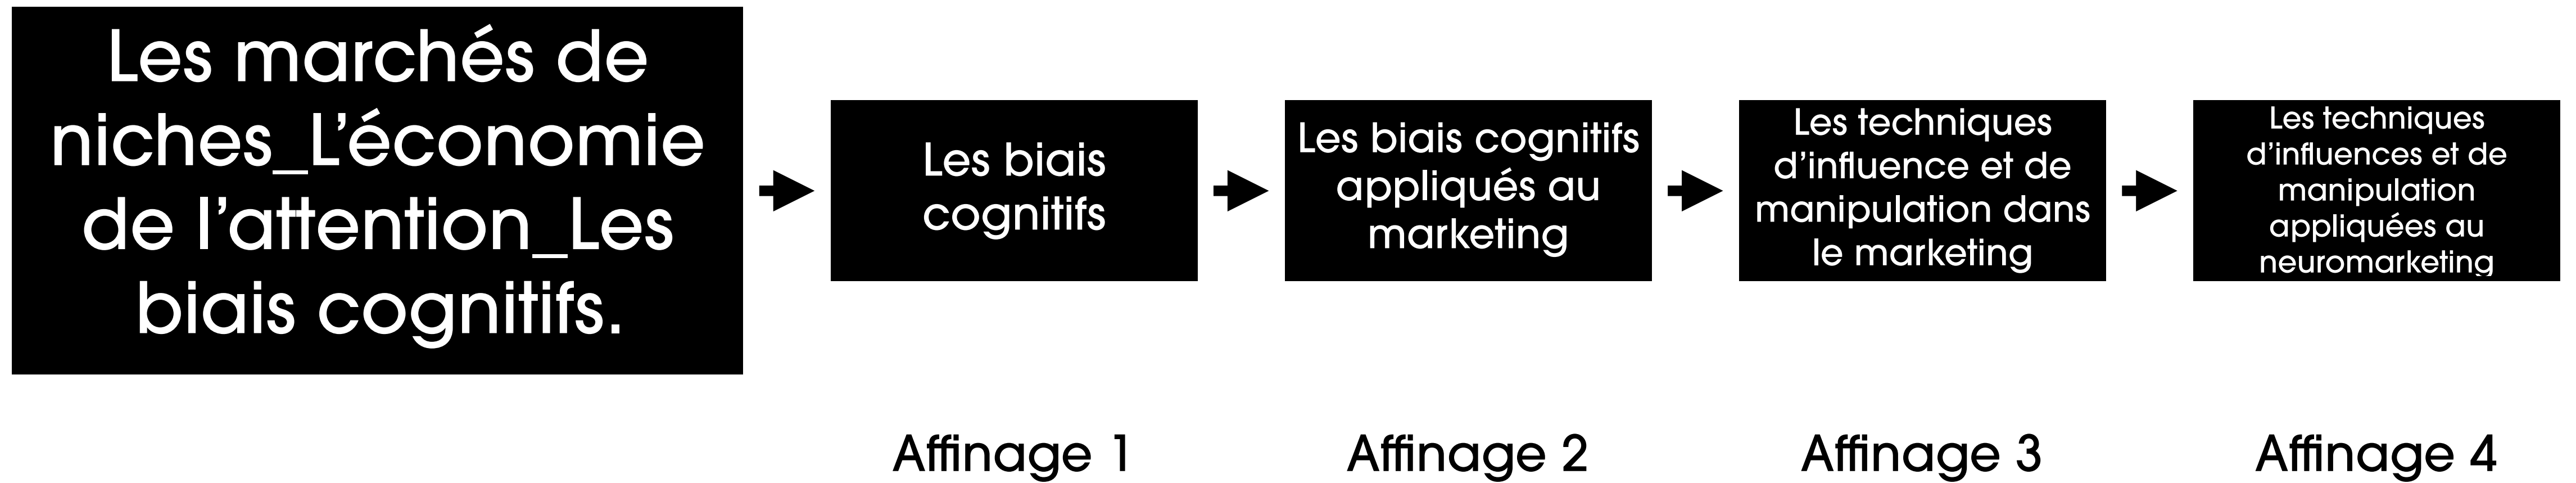 Les marchés de
niches_L’économie
de l’attention_Les
biais cognitifs.
Les biais
cognitifs
Les biais cognitifs
appliqués au
marketing
Les techniques
d’influence et de
manipulation dans
le marketing
Les techniques
d’influences et de
manipulation
appliquées au
neuromarketing
Affinage 1
Affinage 2
Affinage 3
Affinage 4